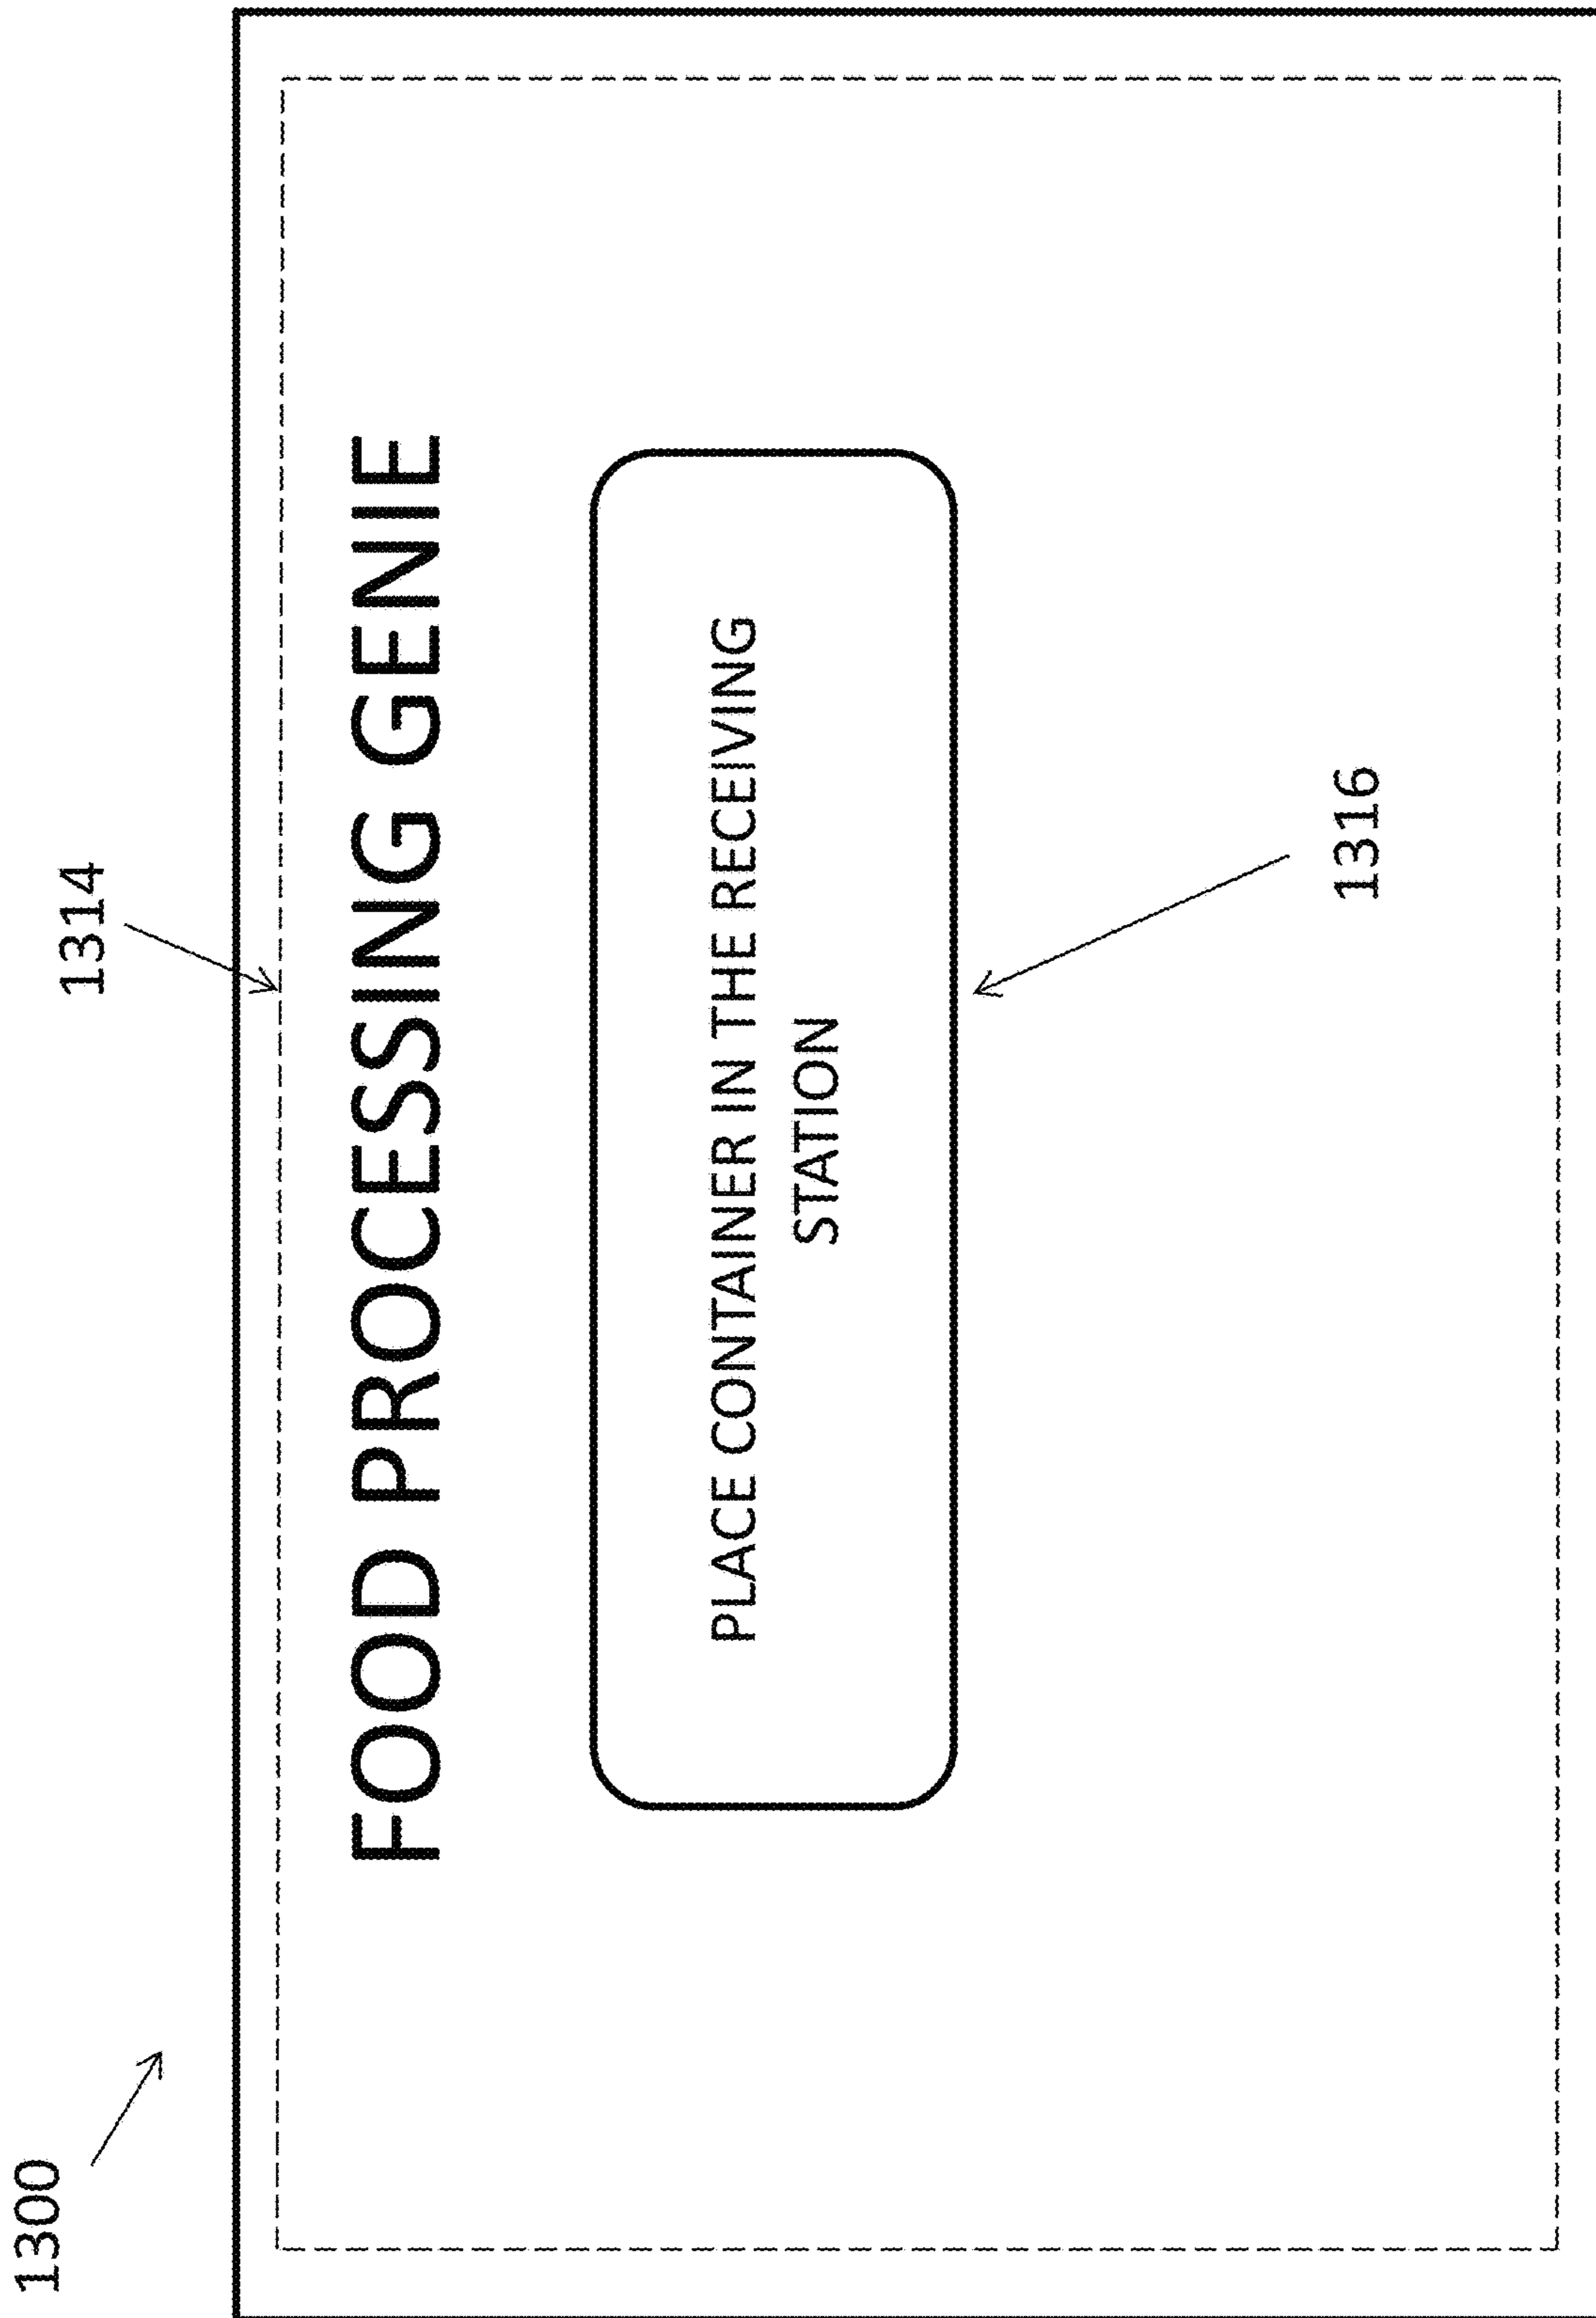 1300
1314
FOOD PROCESSING GENIE
PLACE CONTAINER IN THE RECEIVING
STATION
1316